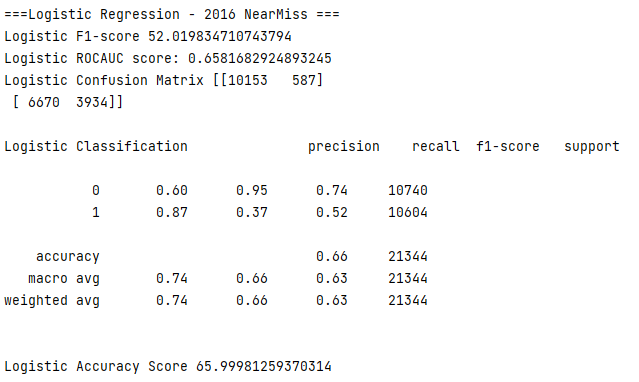 ===Logistic Regression - 2016 NearMiss ===
Logistic F1-score 52.019834710743794
Logistic ROCAUC score: 0.6581682924893245
Logistic Confusion Matrix [[10153   587]
 [ 6670  3934]]
Logistic Classification               precision    recall  f1-score   support
           0       0.60      0.95      0.74     10740
           1       0.87      0.37      0.52     10604
    accuracy                           0.66     21344
   macro avg       0.74      0.66      0.63     21344
weighted avg       0.74      0.66      0.63     21344
Logistic Accuracy Score 65.99981259370314